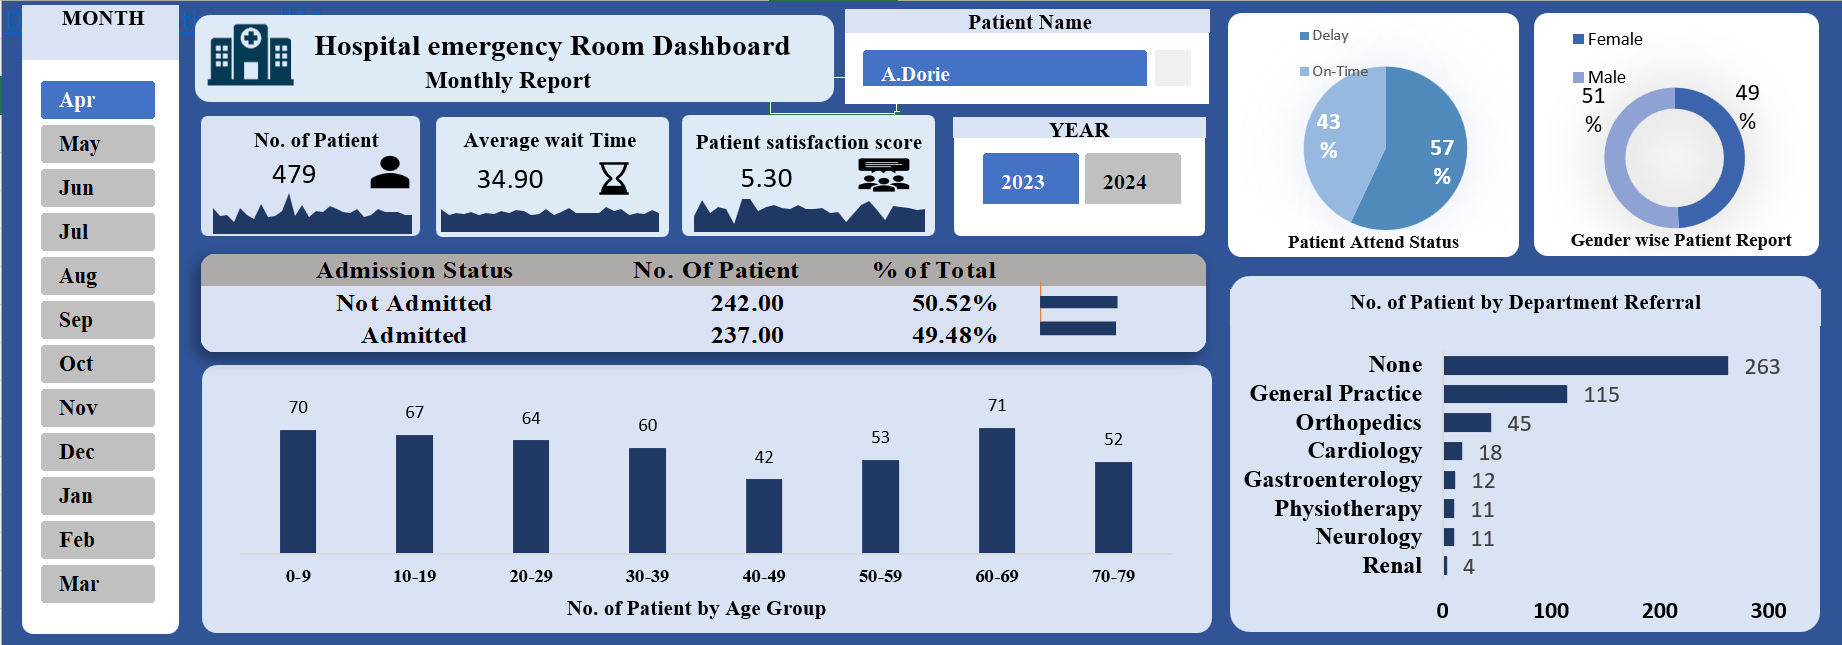 MONTH
Apr
May
Jun
Jul
Aug
Sep
Oct
Nov
Dec
Jan
Feb
Mar
Hospital emergency Room Dashboard
Monthly Report
Patient Name
A.Dorie
No. of Patient
479
Average wait Time
34.90
Patient satisfaction score
5.30
YEAR
2023 2024
Delay
On-Time
43
%
57
%
Patient Attend Status
Female
Male
51
%
49
%
Gender wise Patient Report
Admission Status No. Of Patient % of Total
Not Admitted 242.00 50.52%
Admitted 237.00 49.48%
70 67 64 60 42 53 71 52
0-9 10-19 20-29 30-39 40-49 50-59 60-69 70-79
No. of Patient by Age Group
No. of Patient by Department Referral
None 263
General Practice 115
Orthopedics 45
Cardiology 18
Gastroenterology 12
Physiotherapy 11
Neurology 11
Renal 4
0 100 200 300